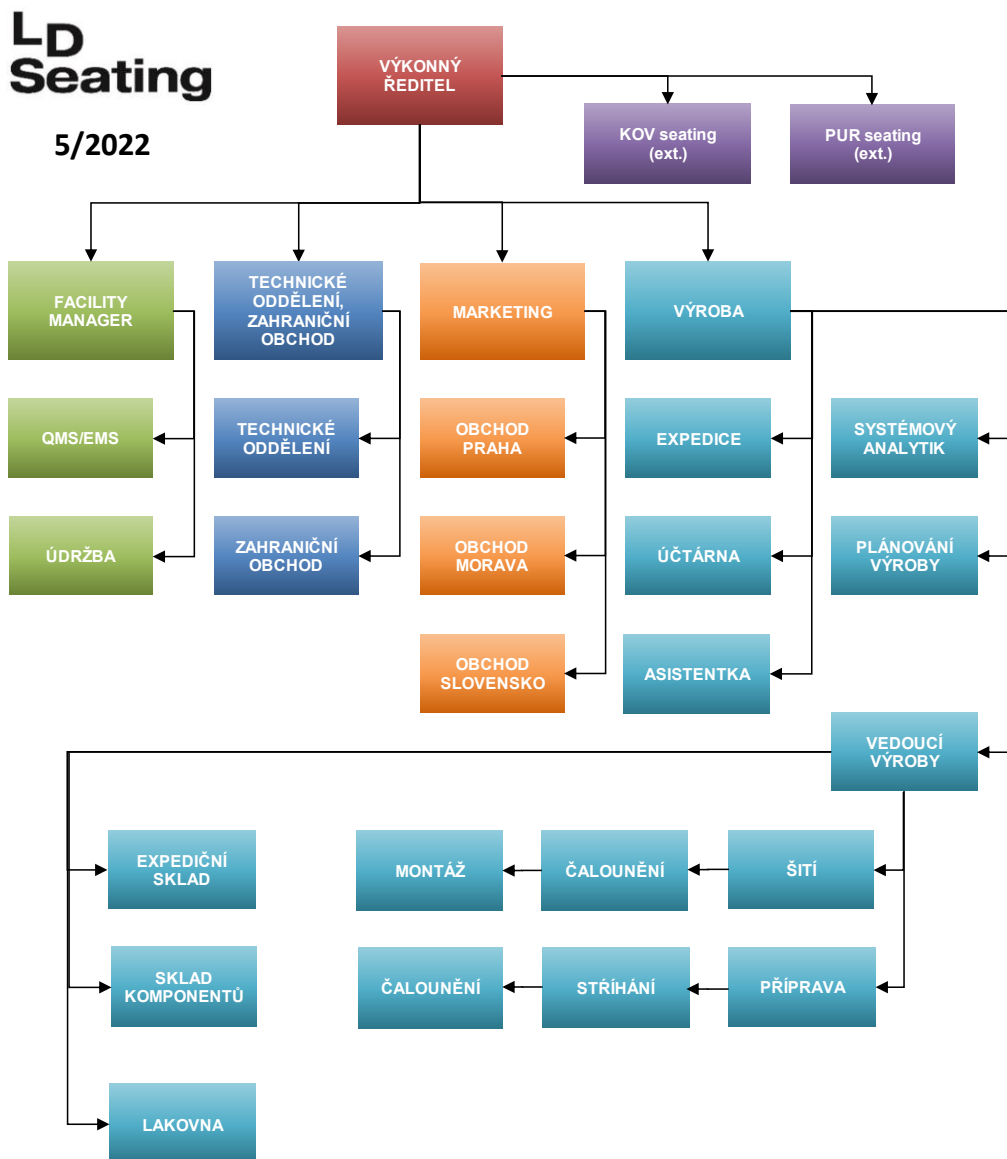 LD
Seating
5/2022
VÝKONNÝ
ŘEDITEL
KOV seating
(ext.)
PUR seating
(ext.)
FACILITY
MANAGER
TECHNICKÉ
ODDĚLENÍ,
ZAHRANIČNÍ
OBCHOD
MARKETING
VÝROBA
QMS/EMS
TECHNICKÉ
ODDĚLENÍ
OBCHOD
PRAHA
EXPEDICE
SYSTÉMOVÝ
ANALYTIK
ÚDRŽBA
ZAHRANIČNÍ
OBCHOD
OBCHOD
MORAVA
ÚČTÁRNA
PLÁNOVÁNÍ
VÝROBY
OBCHOD
SLOVENSKO
ASISTENTKA
VEDOUCÍ
VÝROBY
EXPEDIČNÍ
SKLAD
MONTÁŽ
ČALOUNĚNÍ
ŠITÍ
SKLAD
KOMPONENTŮ
ČALOUNĚNÍ
STŘÍHÁNÍ
PŘÍPRAVA
LAKOVNA